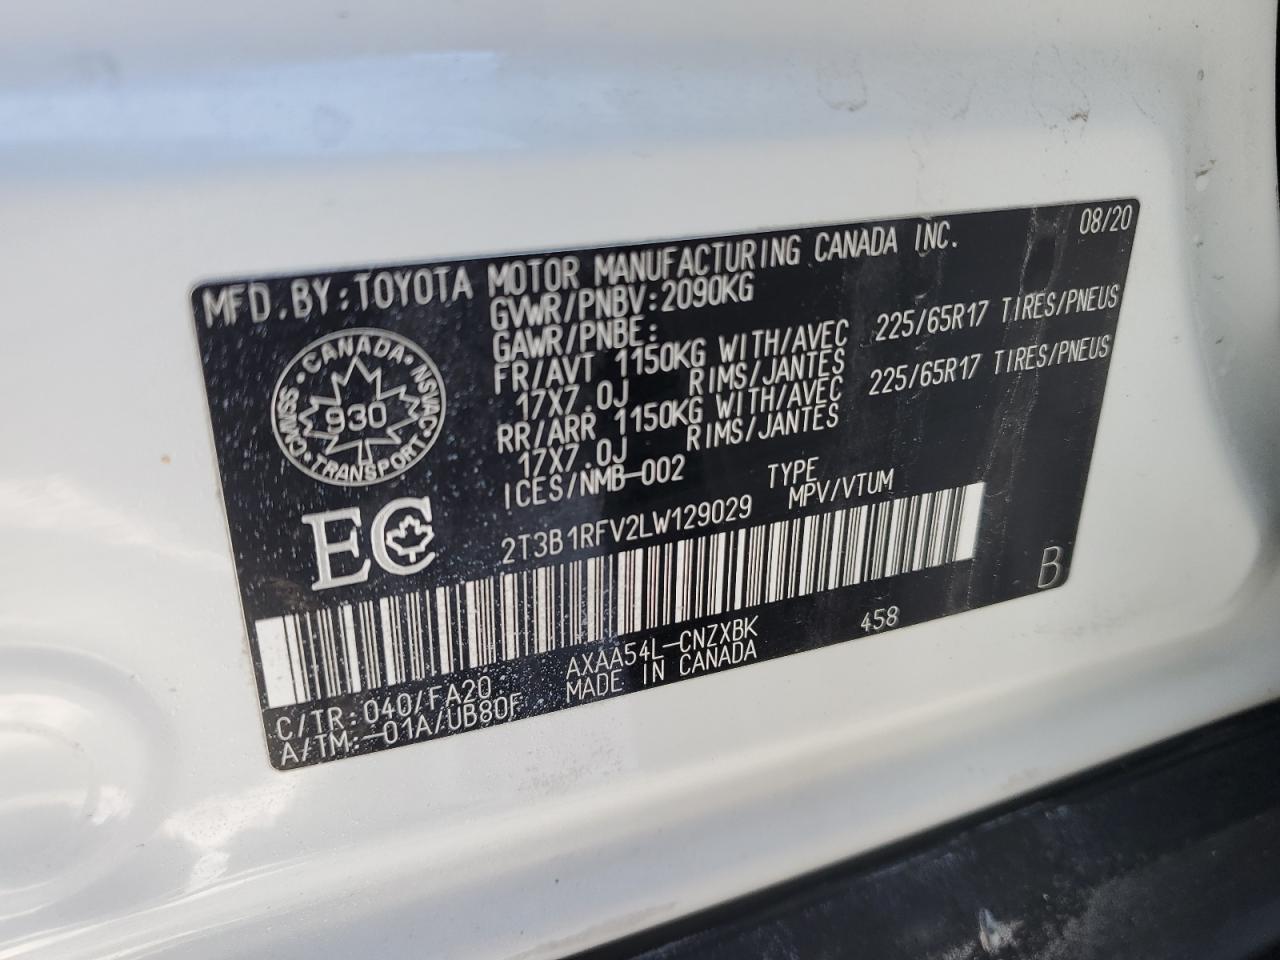 MFD. BY: TOYOTA MOTOR MANUFACTURING CANADA INC. 08/20
GVWR/PNBV: 2090KG
GAWR/PNBE:
FR/AVT 1150KG WITH/AVEC 225/65R17 TIRES/PNEUS
17X7.0J RIMS/JANTES
RR/ARR 1150KG WITH/AVEC 225/65R17 TIRES/PNEUS
17X7.0J RIMS/JANTES
ICES/NMB-002
CANADA
CMVSS NSVAC
930
TRANSPORT
EC
TYPE
2T3B1RFV2LW129029 MPV/VTUM
B
C/TR: 040/FA20 AXAA54L-CNZXBK 458
A/TM:-01A/UB80F MADE IN CANADA